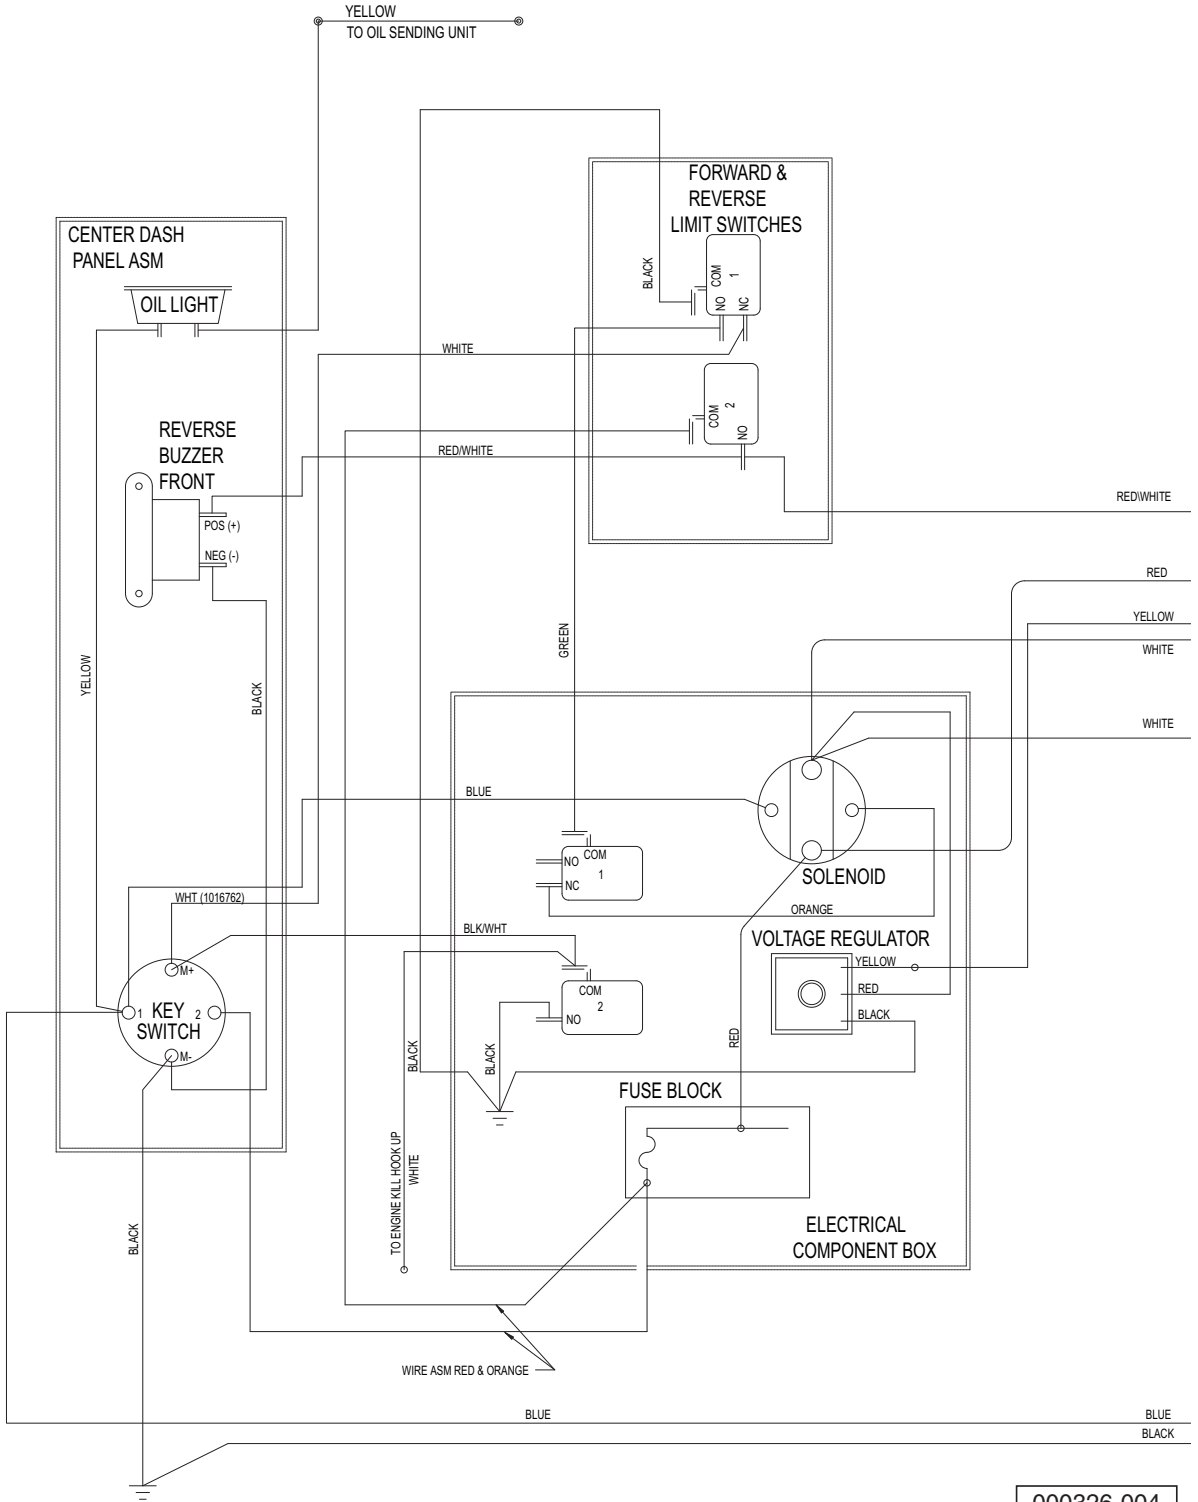 YELLOW
TO OIL SENDING UNIT
FORWARD &
REVERSE
LIMIT SWITCHES
CENTER DASH
PANEL ASM
OIL LIGHT
BLACK
COM
1
NO
NC
WHITE
COM
2
NO
RED/WHITE
REVERSE
BUZZER
FRONT
POS (+)
NEG (-)
RED\WHITE
RED
YELLOW
WHITE
WHITE
YELLOW
BLACK
GREEN
BLUE
NO
COM
NC
1
SOLENOID
ORANGE
WHT (1016762)
BLK/WHT
VOLTAGE REGULATOR
YELLOW
RED
BLACK
M+
1
KEY
SWITCH
2
M-
COM
NO
2
BLACK
BLACK
RED
FUSE BLOCK
TO ENGINE KILL HOOK UP
WHITE
BLACK
ELECTRICAL
COMPONENT BOX
WIRE ASM RED & ORANGE
BLUE
BLUE
BLACK
000326-004